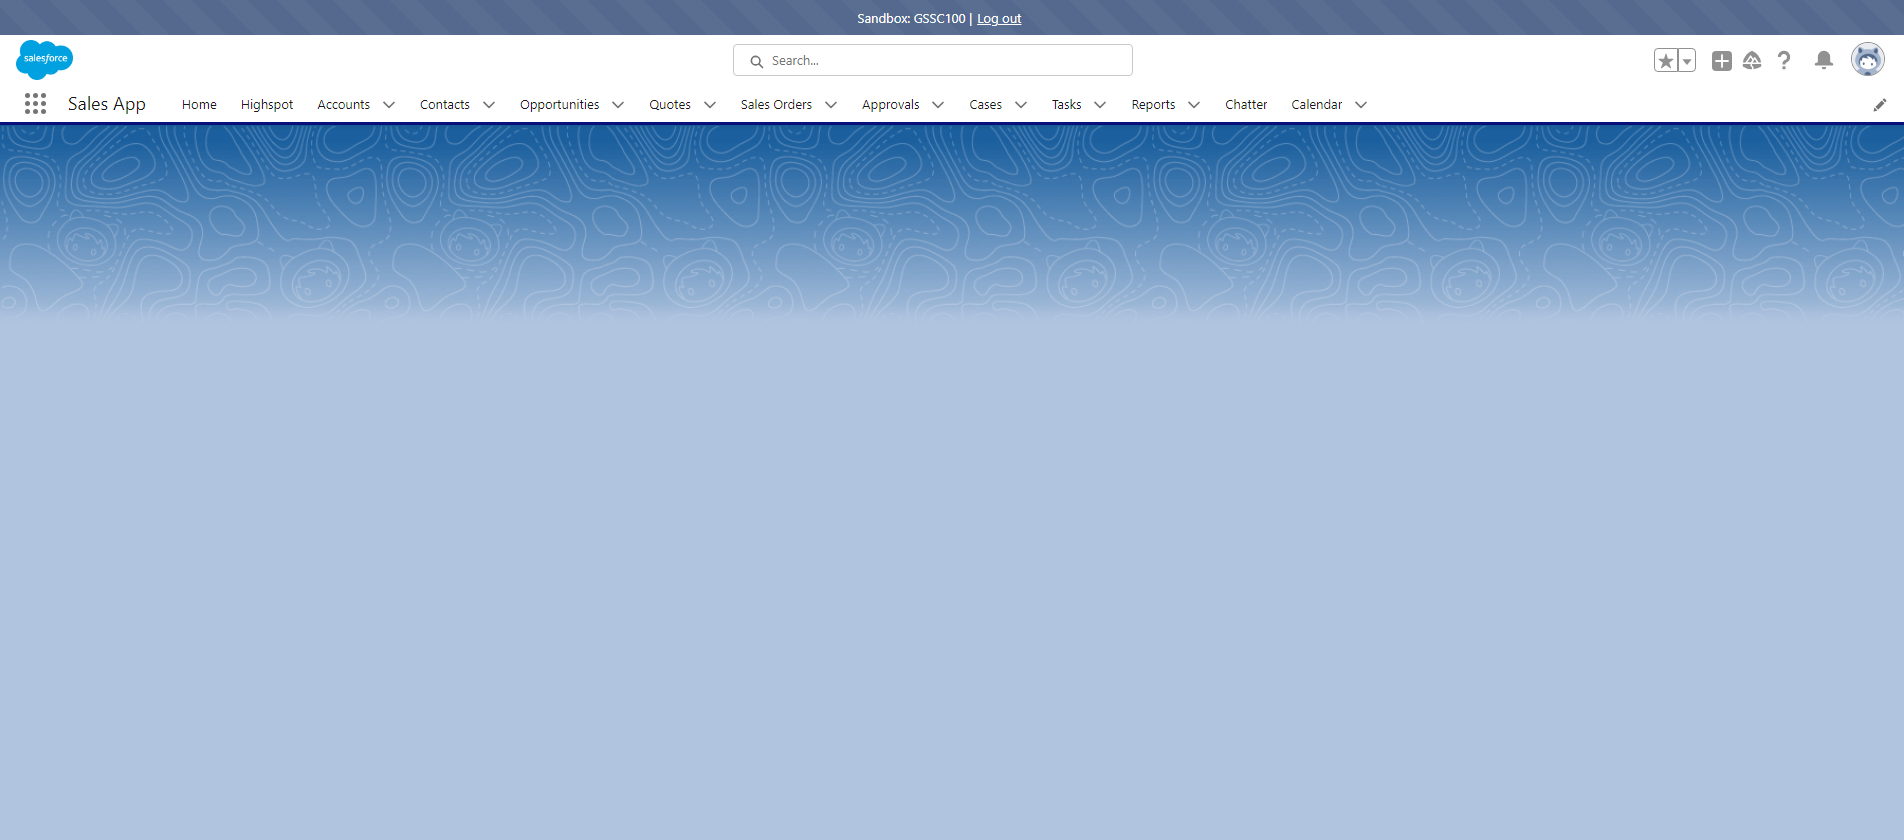 Sandbox: GSSC100 | Log out
salesforce
Search...
Sales App Home Highspot Accounts Contacts Opportunities Quotes Sales Orders Approvals Cases Tasks Reports Chatter Calendar